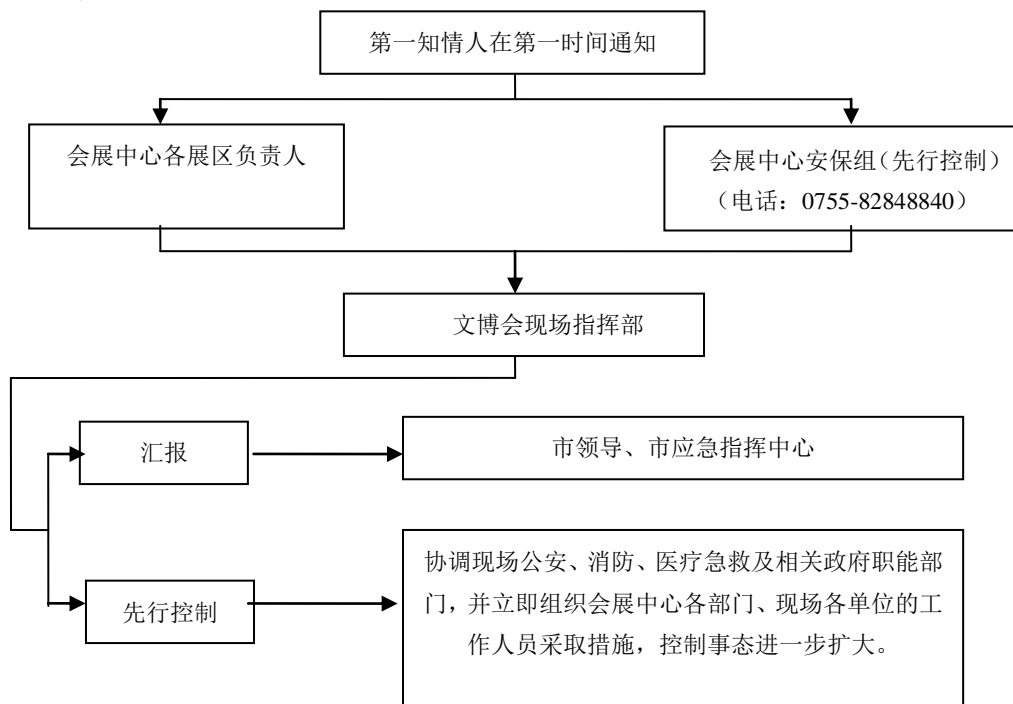 第一知情人在第一时间通知
会展中心各展区负责人
会展中心安保组（先行控制）
（电话：0755-82848840）
文博会现场指挥部
汇报
市领导、市应急指挥中心
先行控制
协调现场公安、消防、医疗急救及相关政府职能部
门，并立即组织会展中心各部门、现场各单位的工
作人员采取措施，控制事态进一步扩大。